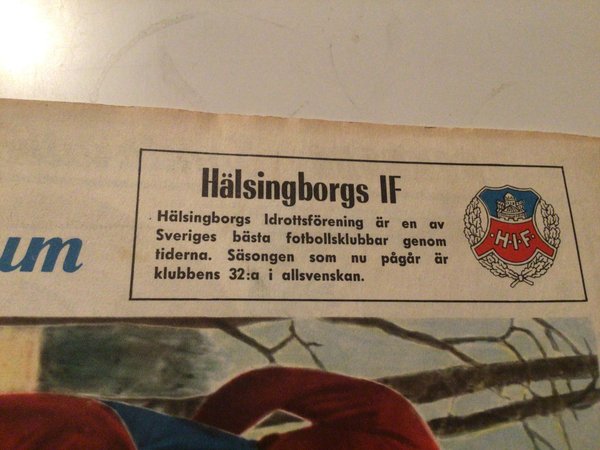 Hälsingborgs IF
Hälsingborgs Idrottsförening är en av
Sveriges bästa fotbollsklubbar genom
tiderna. Säsongen som nu pågår är
klubbens 32:a i allsvenskan.
H·I·F·
um